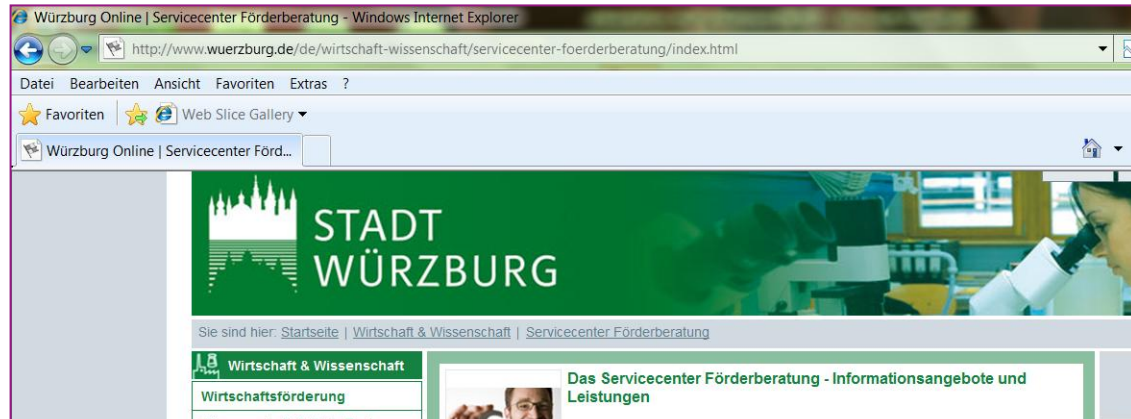 Würzburg Online | Servicecenter Förderberatung - Windows Internet Explorer
http://www.wuerzburg.de/de/wirtschaft-wissenschaft/servicecenter-foerderberatung/index.html
Datei Bearbeiten Ansicht Favoriten Extras ?
Favoriten Web Slice Gallery
Würzburg Online | Servicecenter Förd...
STADT
WÜRZBURG
Sie sind hier: Startseite | Wirtschaft & Wissenschaft | Servicecenter Förderberatung
Wirtschaft & Wissenschaft
Wirtschaftsförderung
Das Servicecenter Förderberatung - Informationsangebote und
Leistungen